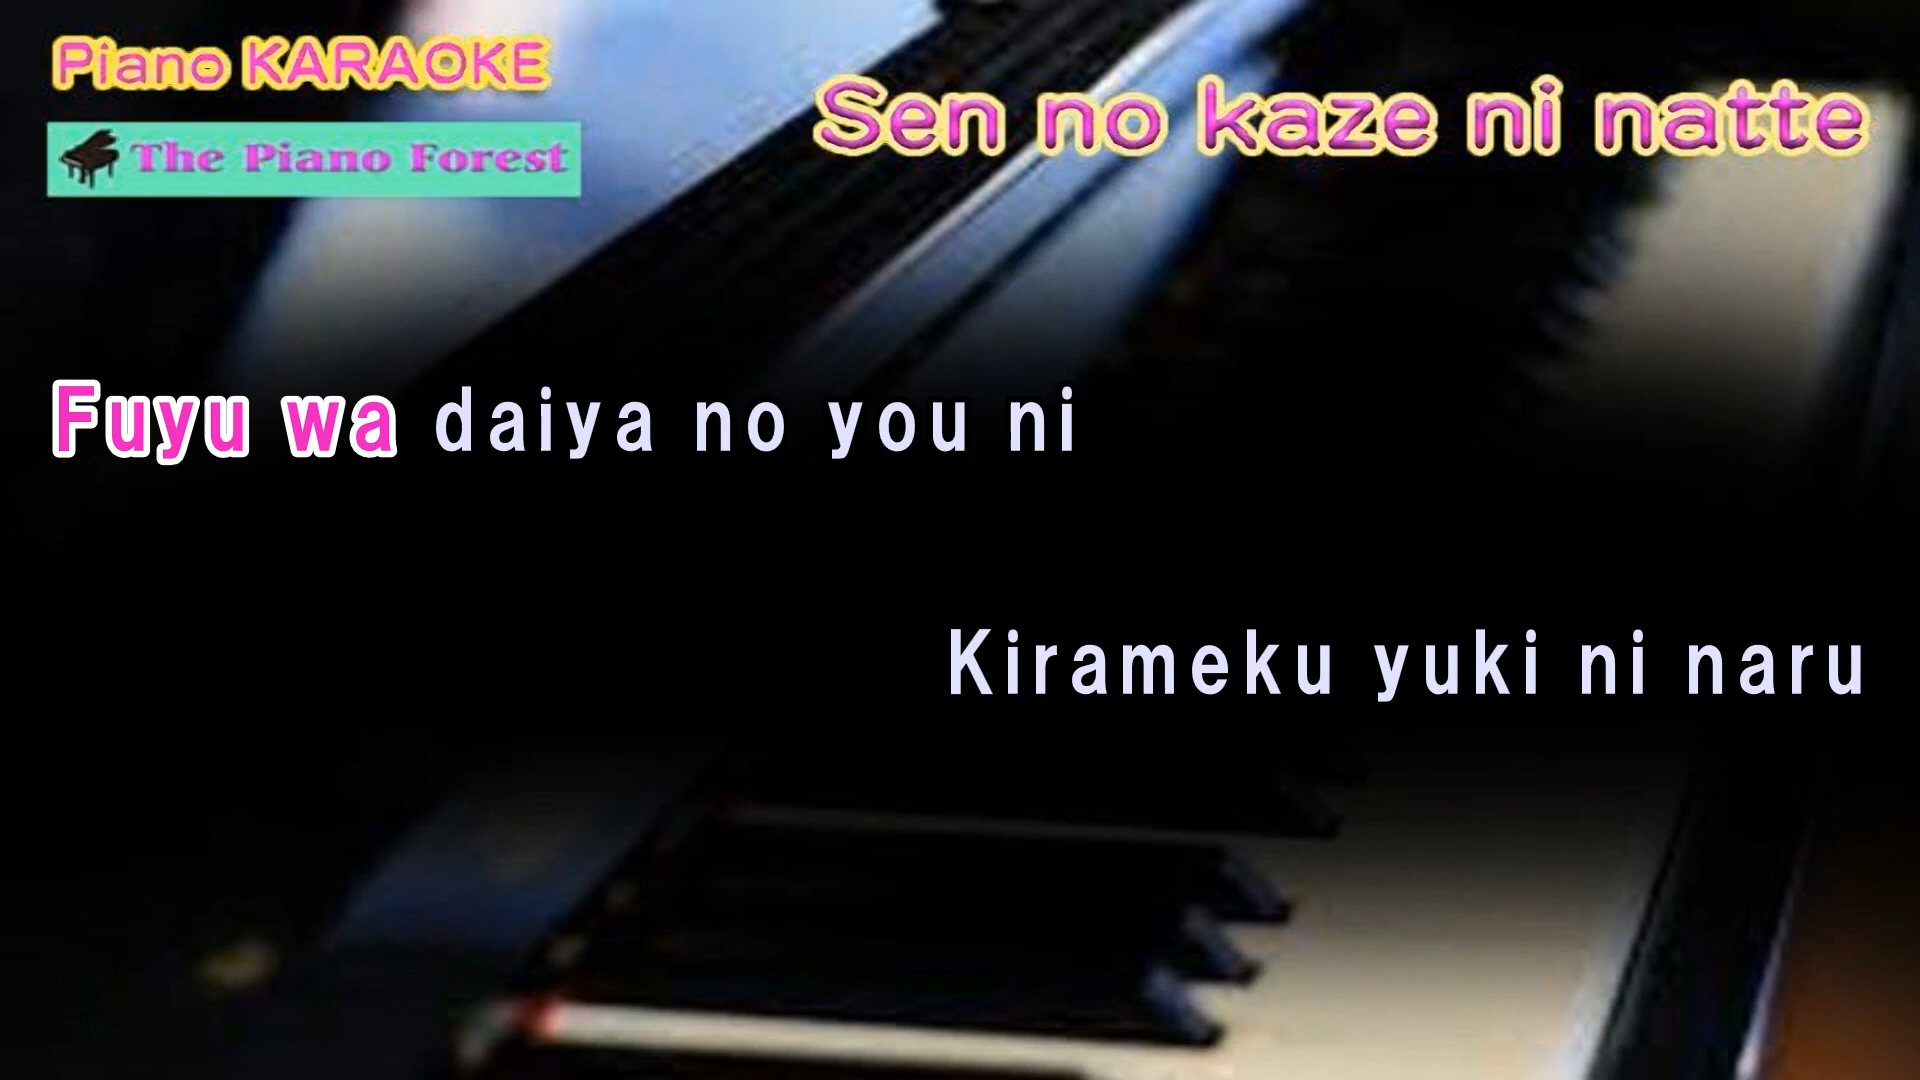 Piano KARAOKE
The Piano Forest
Sen no kaze ni natte
Fuyu wa daiya no you ni
Kirameku yuki ni naru